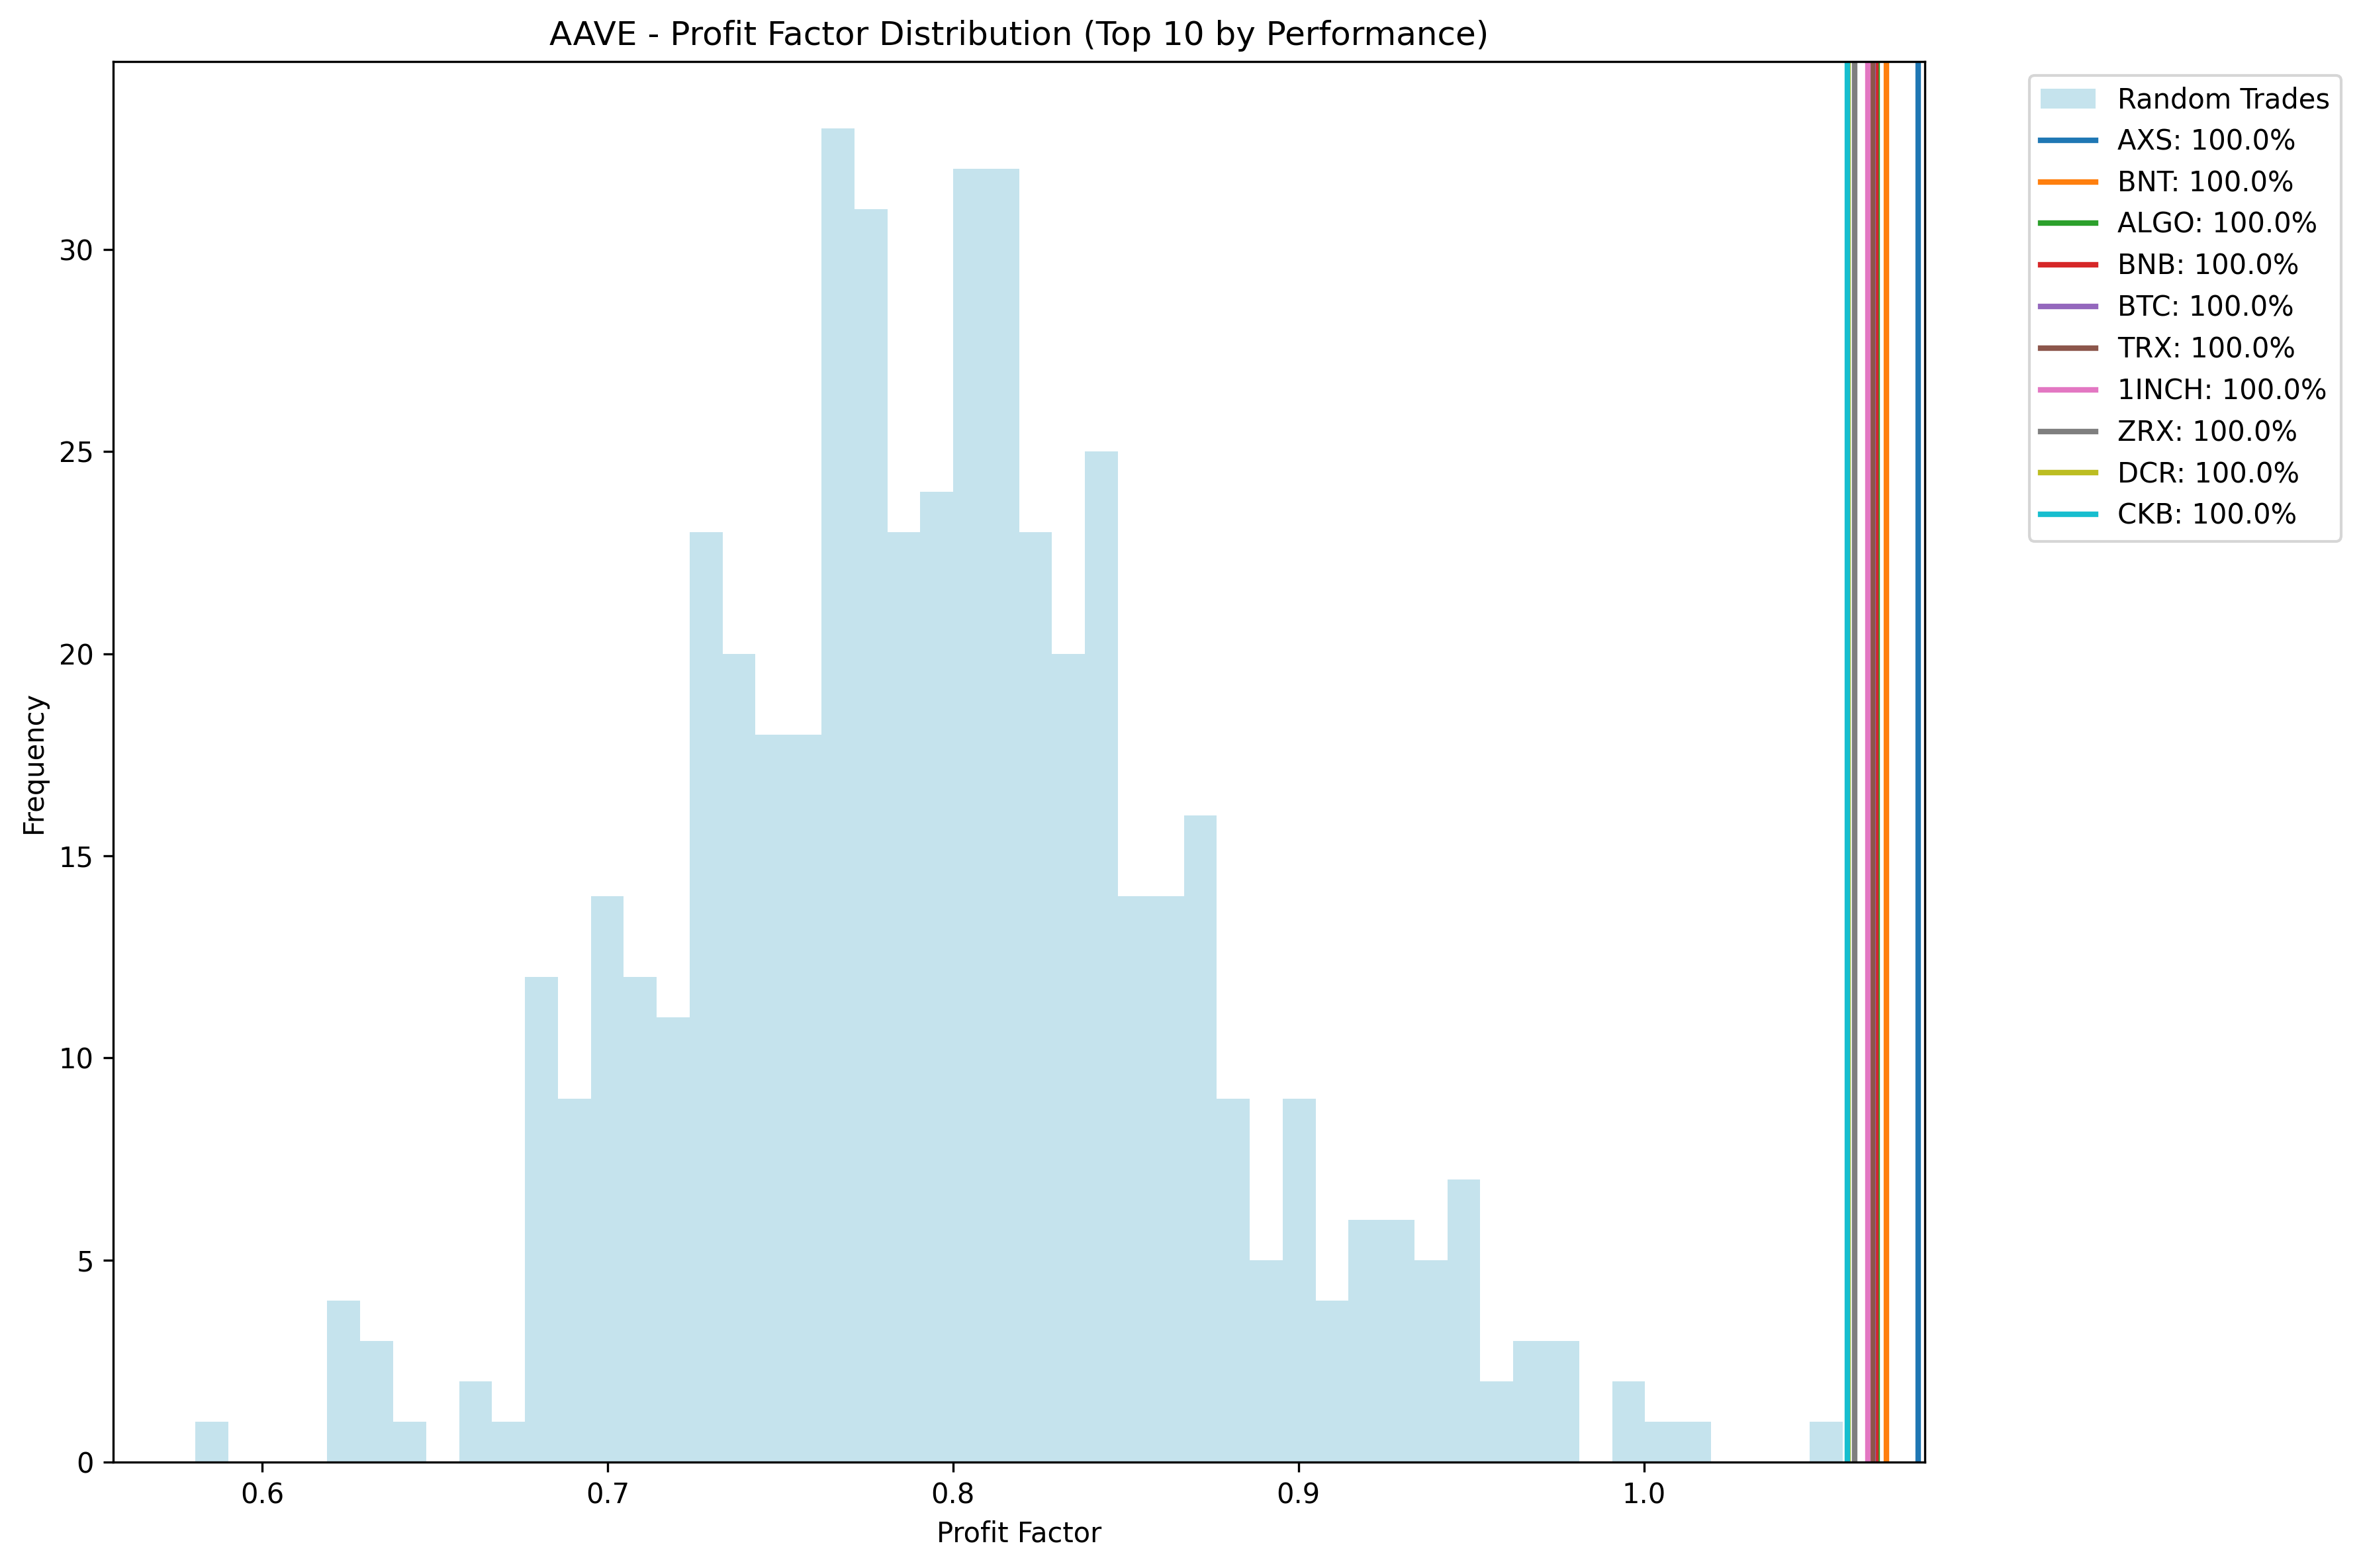 AAVE - Profit Factor Distribution (Top 10 by Performance)
Random Trades
AXS: 100.0%
BNT: 100.0%
ALGO: 100.0%
BNB: 100.0%
BTC: 100.0%
TRX: 100.0%
1INCH: 100.0%
ZRX: 100.0%
DCR: 100.0%
CKB: 100.0%
Frequency
30
25
20
15
10
5
0
0.6
0.7
0.8
0.9
1.0
Profit Factor